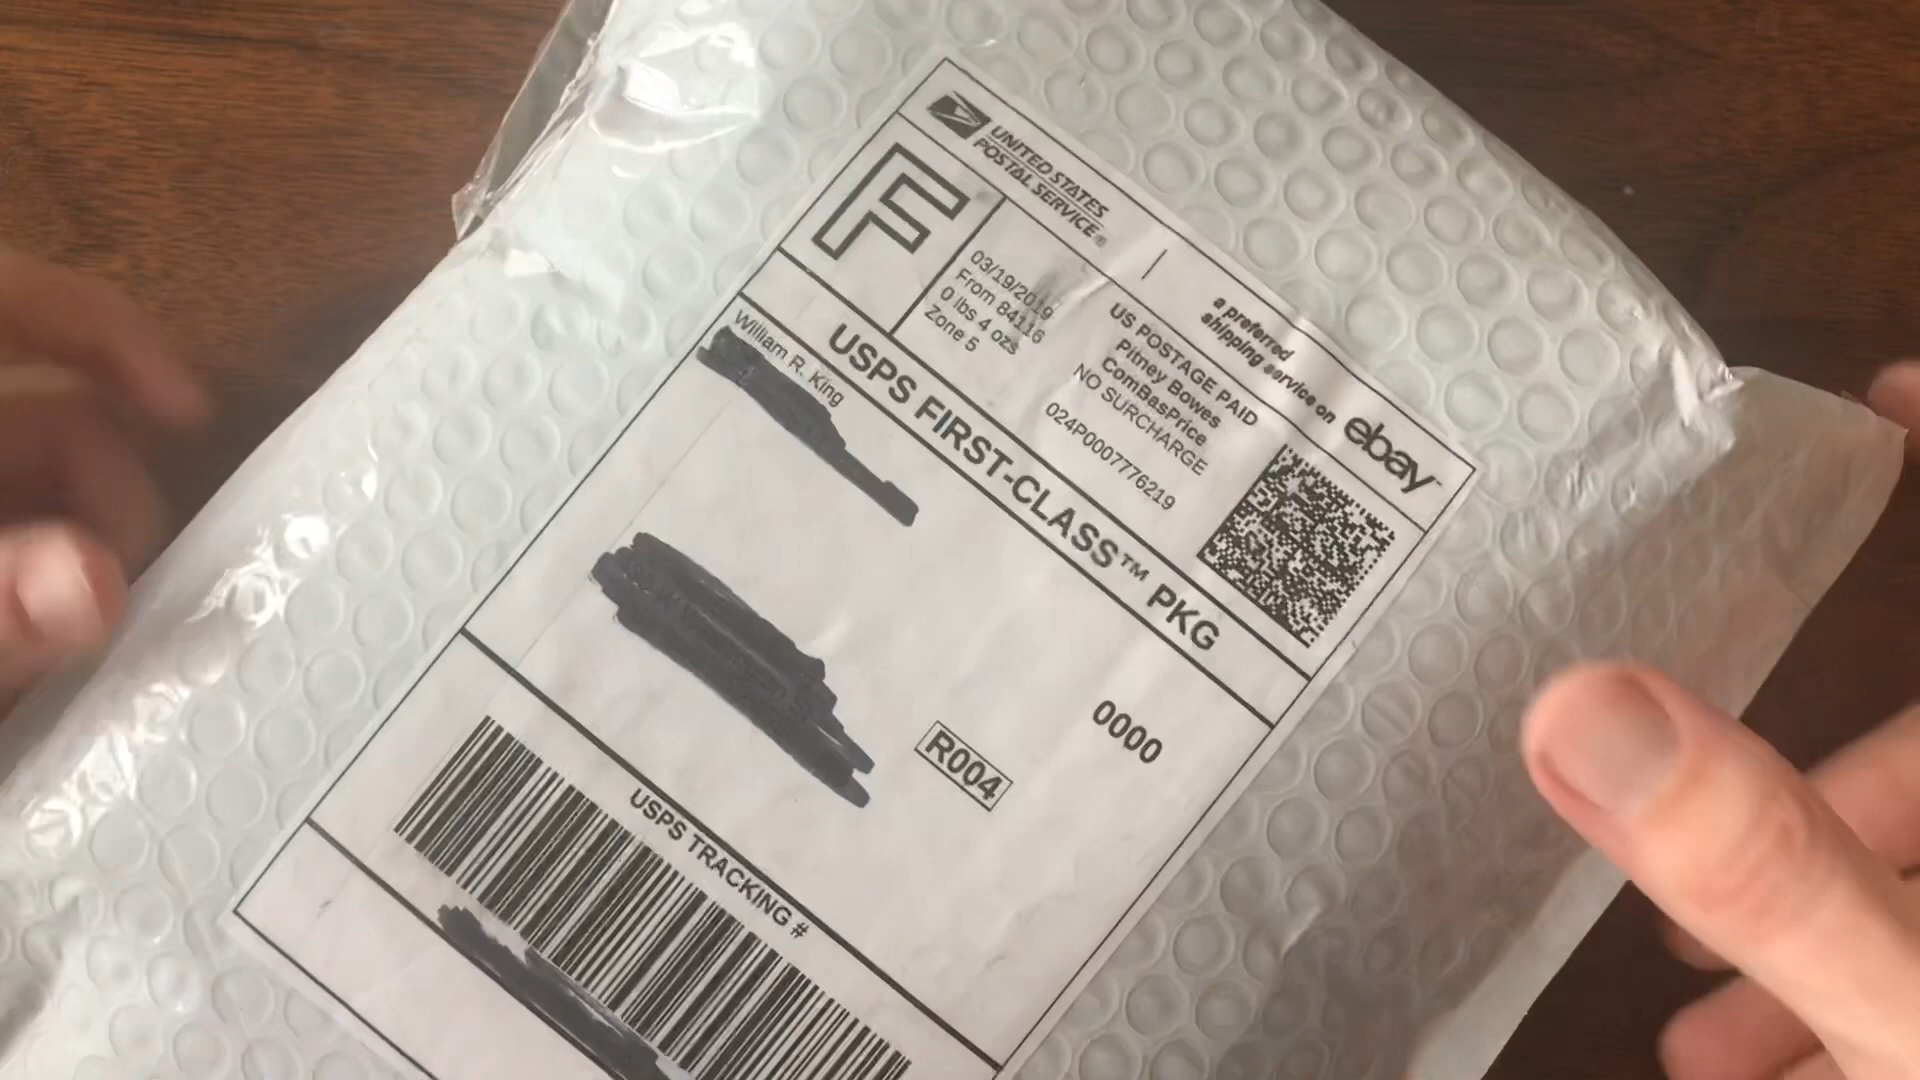 UNITED STATES
POSTAL SERVICE®
a preferred
shipping service on
ebay™
F
03/19/2019
From 84116
0 lbs 4 ozs
Zone 5
US POSTAGE PAID
Pitney Bowes
ComBasPrice
NO SURCHARGE
024P0007776219
USPS FIRST-CLASS™ PKG
William R. King
0000
R004
USPS TRACKING #